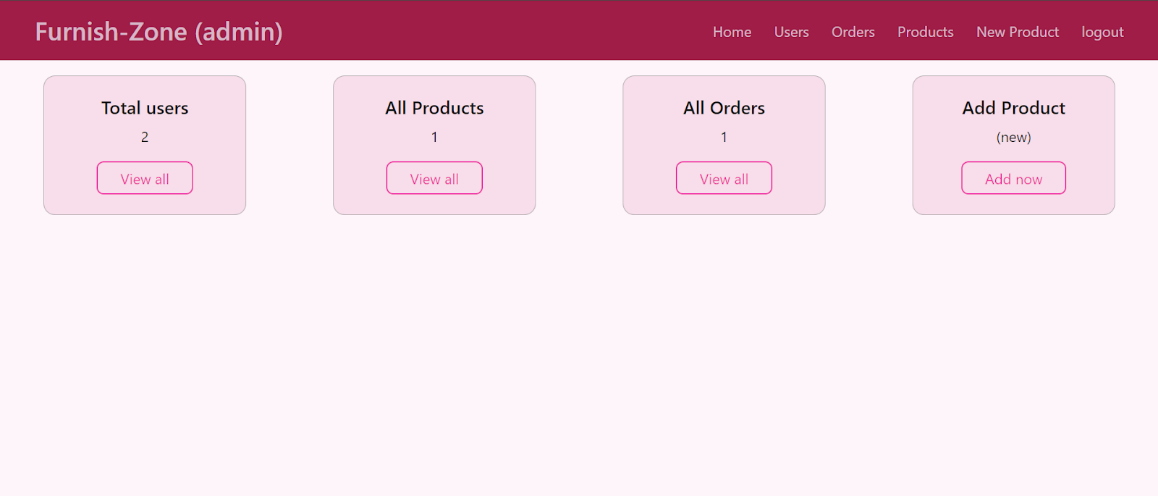 Furnish-Zone (admin)
Home Users Orders Products New Product logout
Total users
2
View all
All Products
1
View all
All Orders
1
View all
Add Product
(new)
Add now